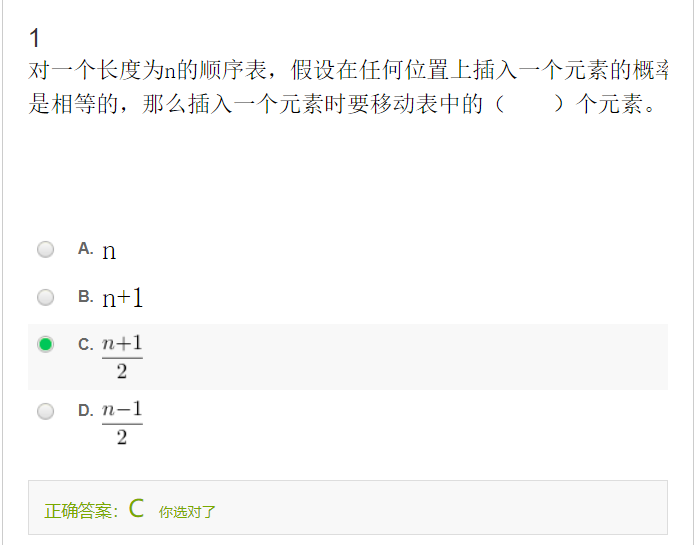 1
对一个长度为n的顺序表，假设在任何位置上插入一个元素的概率
是相等的，那么插入一个元素时要移动表中的（　　）个元素。
A. n
B. n+1
C. n+1
2
D. n−1
2
正确答案：C 你选对了